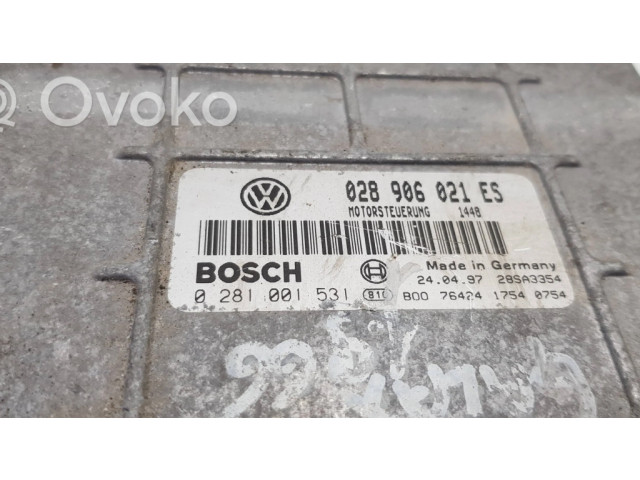 Ovoko
028 906 021 ES
MOTORSTEUERUNG 1448
BOSCH
Made in Germany
24.04.97 28SA3354
0 281 001 531 B10 B00 76424 1754 0754